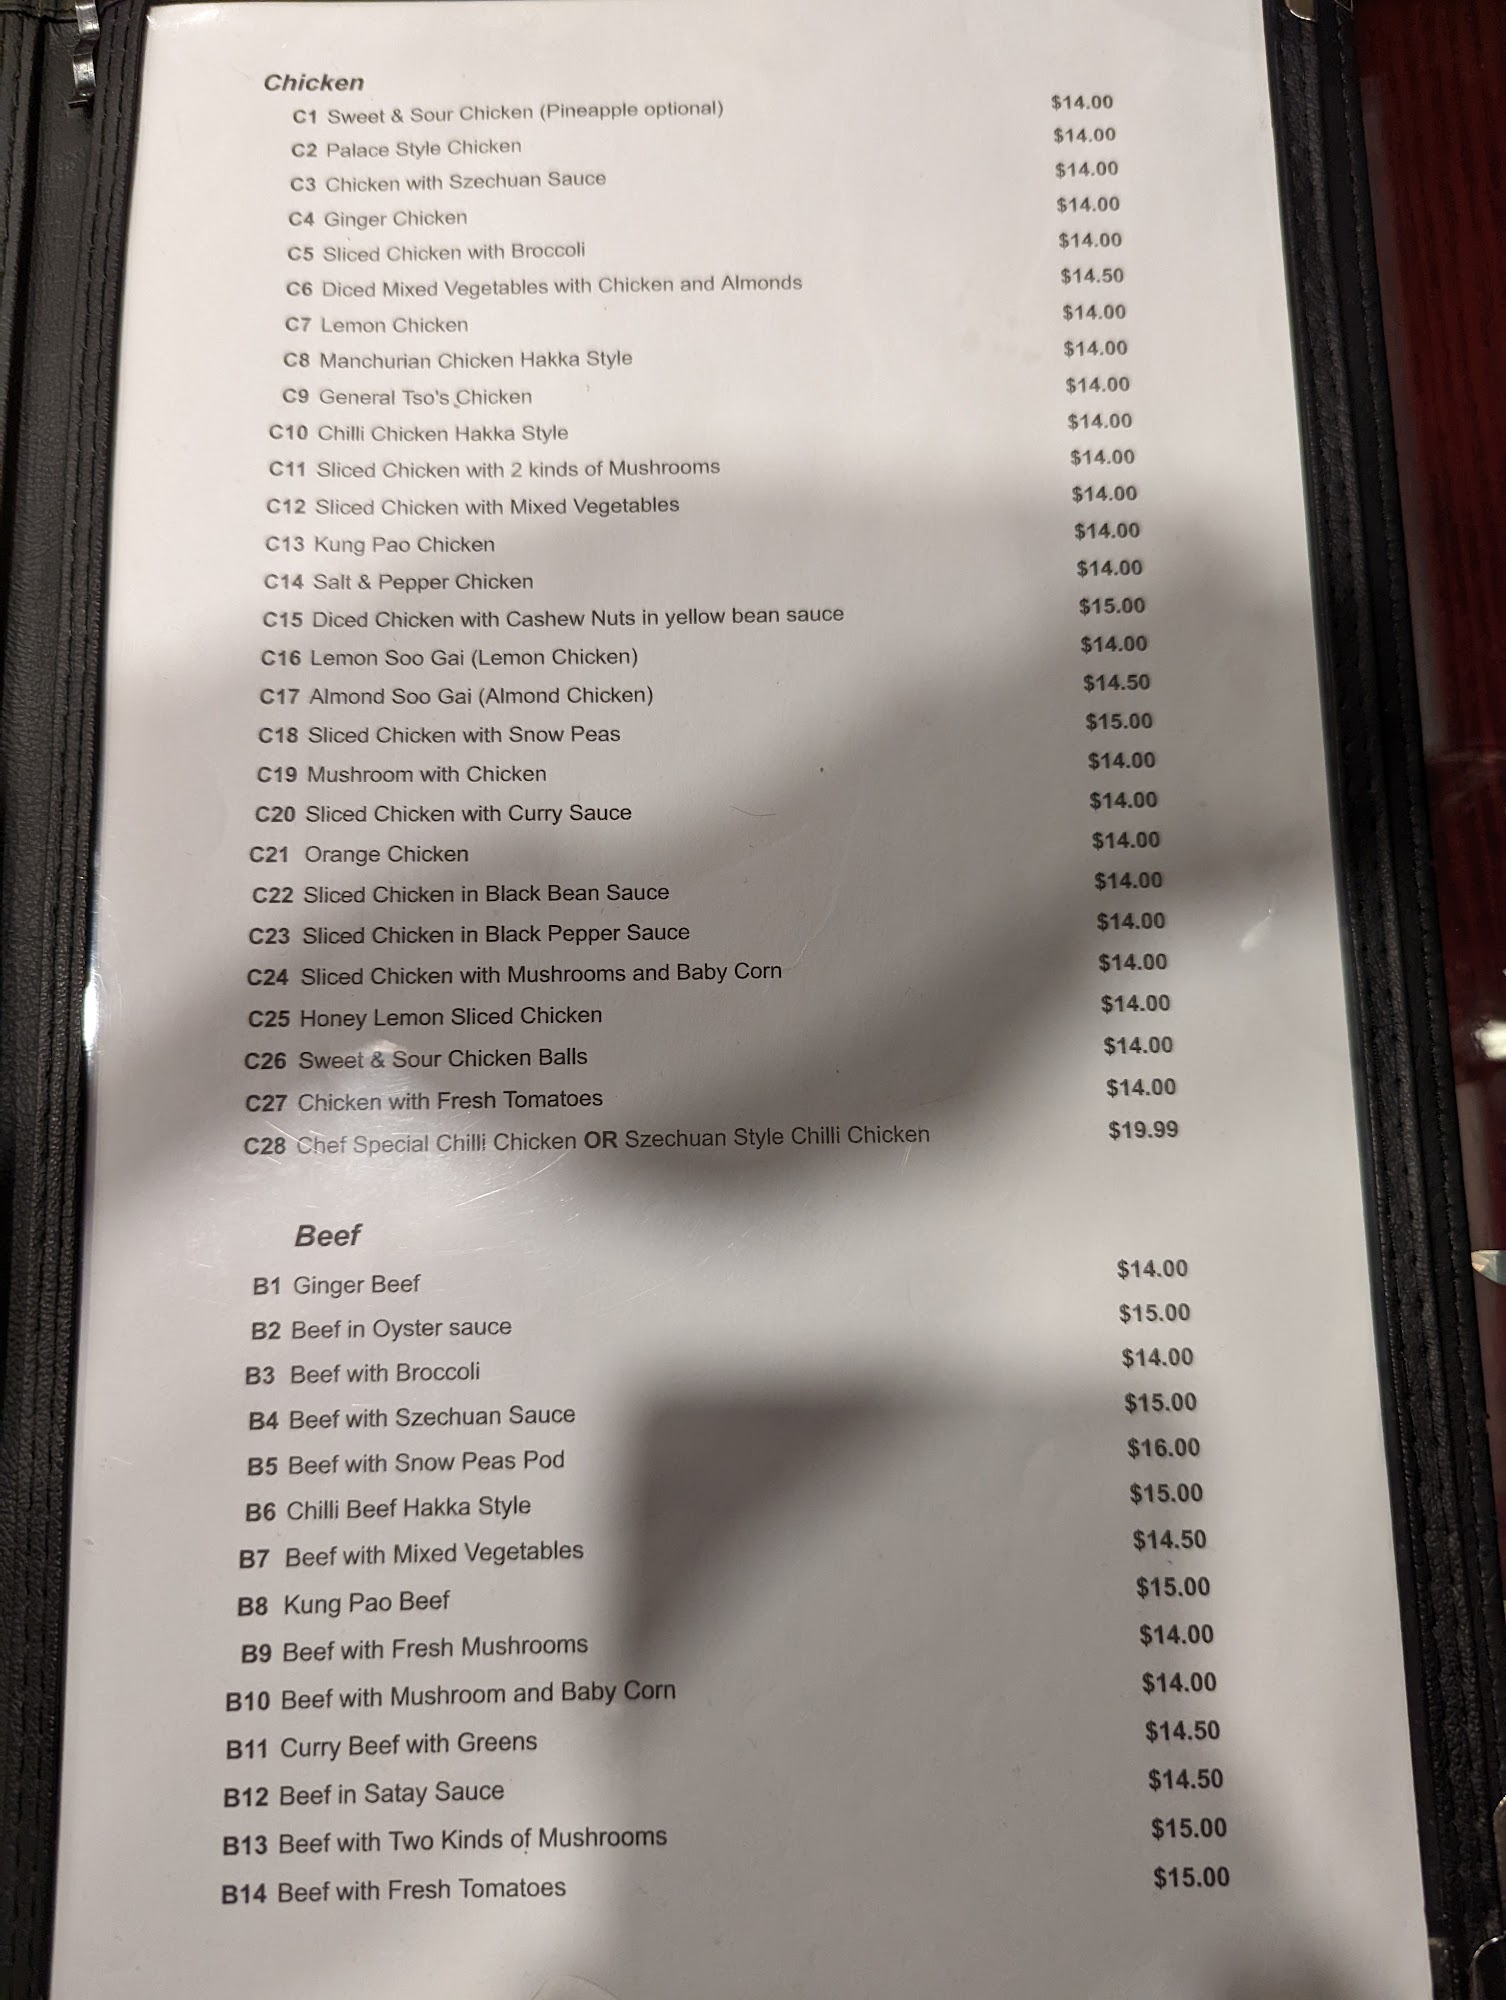 Chicken
C1 Sweet & Sour Chicken (Pineapple optional) $14.00
C2 Palace Style Chicken $14.00
C3 Chicken with Szechuan Sauce $14.00
C4 Ginger Chicken $14.00
C5 Sliced Chicken with Broccoli $14.00
C6 Diced Mixed Vegetables with Chicken and Almonds $14.50
C7 Lemon Chicken $14.00
C8 Manchurian Chicken Hakka Style $14.00
C9 General Tso's Chicken $14.00
C10 Chilli Chicken Hakka Style $14.00
C11 Sliced Chicken with 2 kinds of Mushrooms $14.00
C12 Sliced Chicken with Mixed Vegetables $14.00
C13 Kung Pao Chicken $14.00
C14 Salt & Pepper Chicken $14.00
C15 Diced Chicken with Cashew Nuts in yellow bean sauce $15.00
C16 Lemon Soo Gai (Lemon Chicken) $14.00
C17 Almond Soo Gai (Almond Chicken) $14.50
C18 Sliced Chicken with Snow Peas $15.00
C19 Mushroom with Chicken $14.00
C20 Sliced Chicken with Curry Sauce $14.00
C21 Orange Chicken $14.00
C22 Sliced Chicken in Black Bean Sauce $14.00
C23 Sliced Chicken in Black Pepper Sauce $14.00
C24 Sliced Chicken with Mushrooms and Baby Corn $14.00
C25 Honey Lemon Sliced Chicken $14.00
C26 Sweet & Sour Chicken Balls $14.00
C27 Chicken with Fresh Tomatoes $14.00
C28 Chef Special Chilli Chicken OR Szechuan Style Chilli Chicken $19.99
Beef
B1 Ginger Beef $14.00
B2 Beef in Oyster sauce $15.00
B3 Beef with Broccoli $14.00
B4 Beef with Szechuan Sauce $15.00
B5 Beef with Snow Peas Pod $16.00
B6 Chilli Beef Hakka Style $15.00
B7 Beef with Mixed Vegetables $14.50
B8 Kung Pao Beef $15.00
B9 Beef with Fresh Mushrooms $14.00
B10 Beef with Mushroom and Baby Corn $14.00
B11 Curry Beef with Greens $14.50
B12 Beef in Satay Sauce $14.50
B13 Beef with Two Kinds of Mushrooms $15.00
B14 Beef with Fresh Tomatoes $15.00